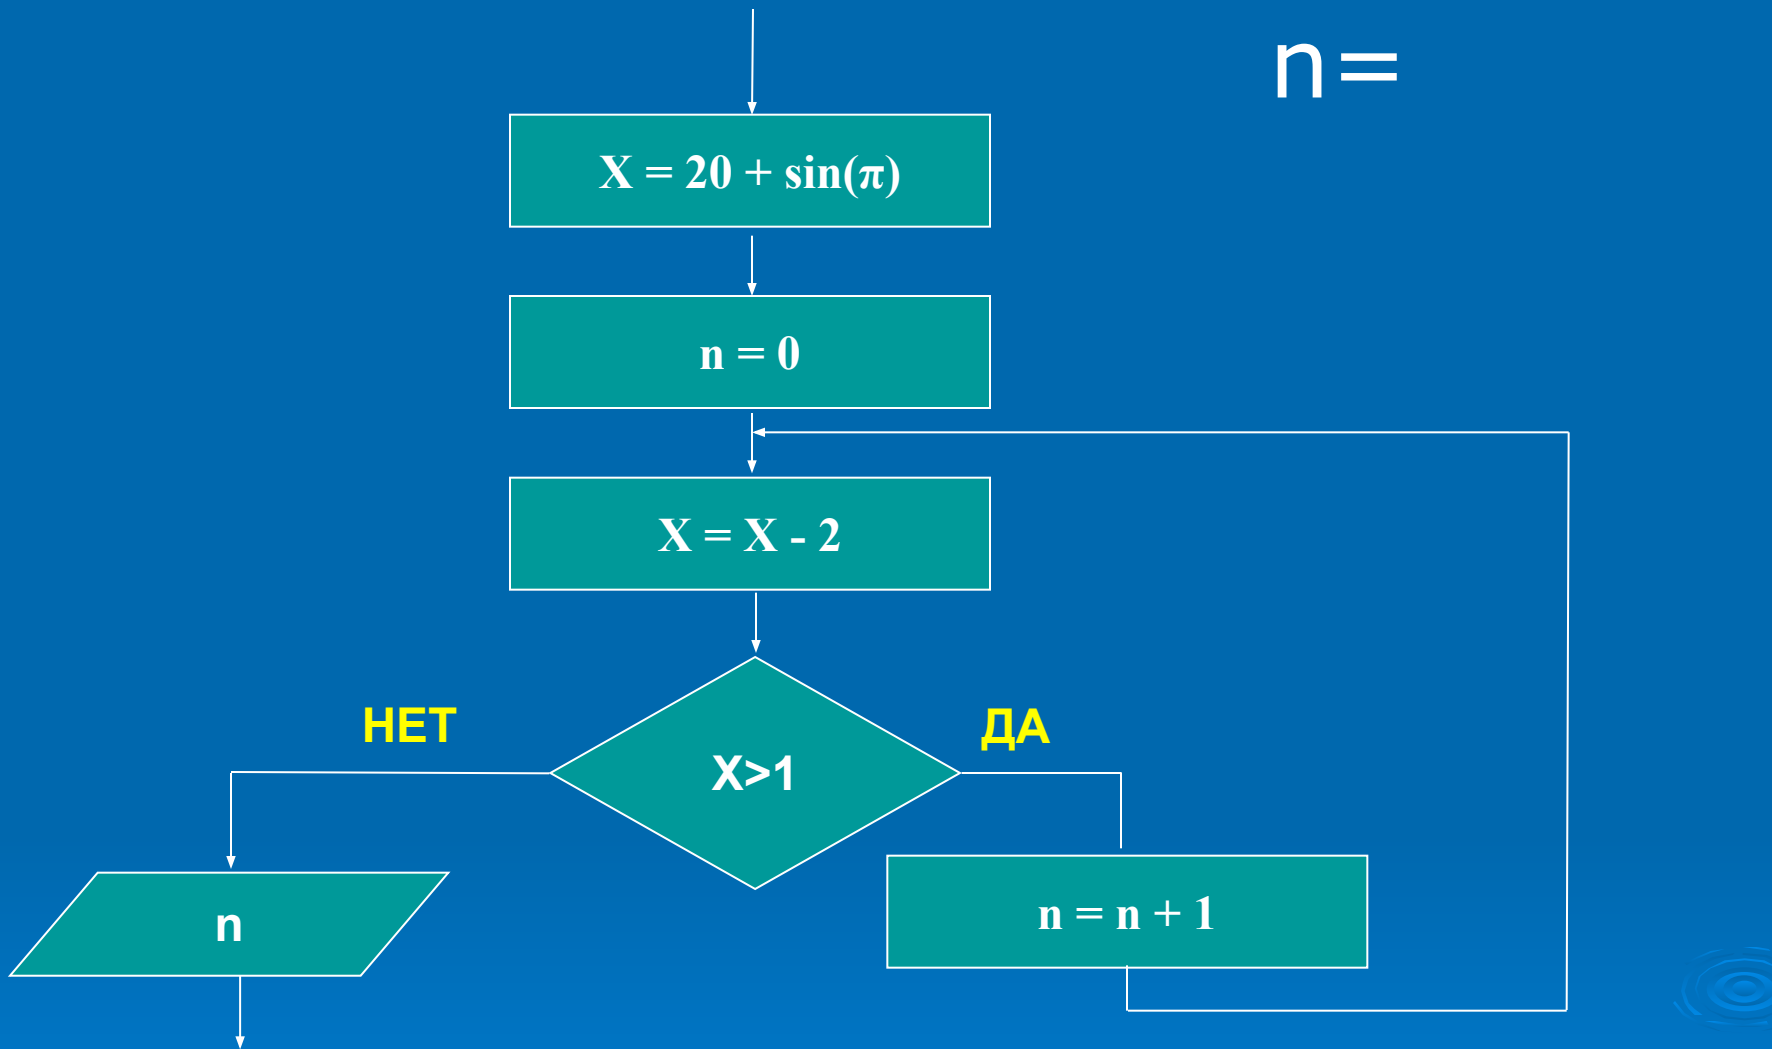 n=
X = 20 + sin(π)
n = 0
X = X - 2
НЕТ
ДА
X>1
n
n = n + 1